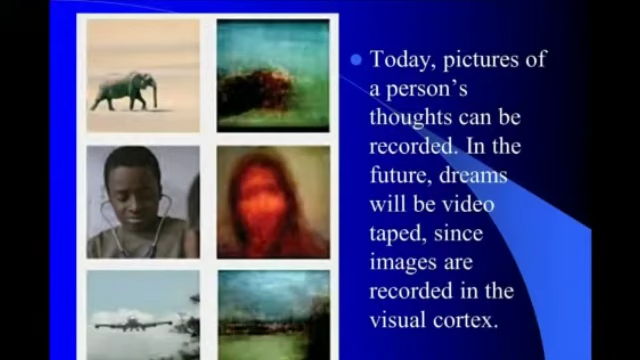 Today, pictures of
a person's
thoughts can be
recorded. In the
future, dreams
will be video
taped, since
images are
recorded in the
visual cortex.